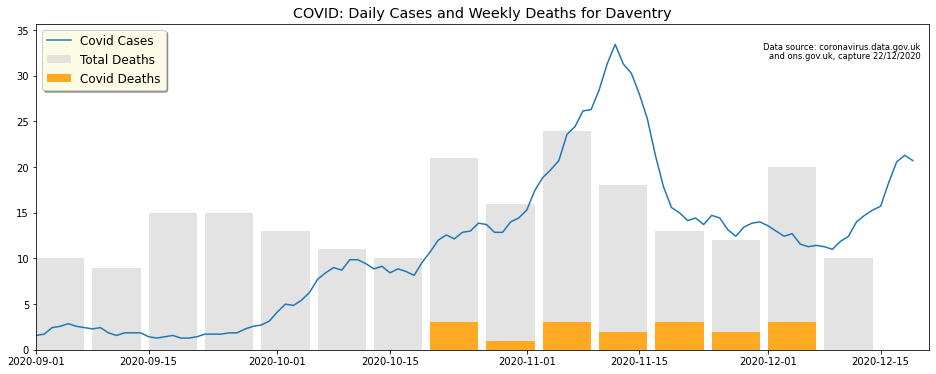 COVID: Daily Cases and Weekly Deaths for Daventry
35
30
25
20
15
10
5
0
Covid Cases
Total Deaths
Covid Deaths
Data source: coronavirus.data.gov.uk
and ons.gov.uk, capture 22/12/2020
2020-09-01
2020-09-15
2020-10-01
2020-10-15
2020-11-01
2020-11-15
2020-12-01
2020-12-15